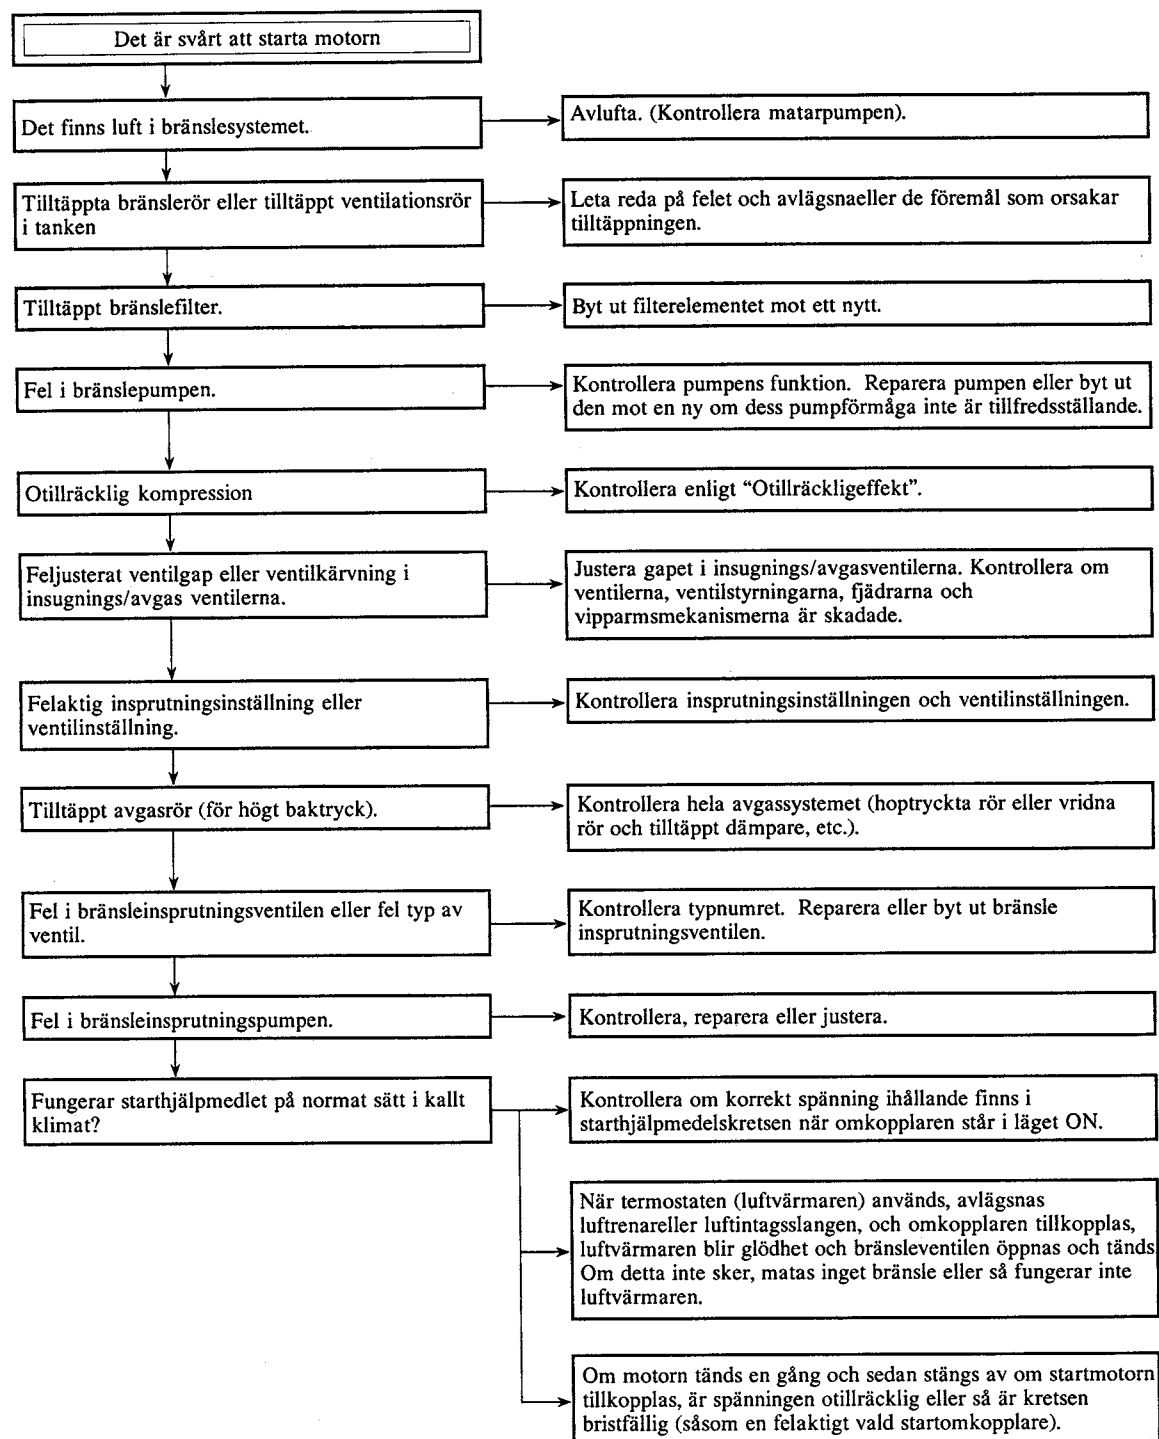 Det är svårt att starta motorn
Det finns luft i bränslesystemet.
Avlufta. (Kontrollera matarpumpen).
Tilltäppta bränslerör eller tilltäppt ventilationsrör
i tanken
Leta reda på felet och avlägsnaeller de föremål som orsakar
tilltäppningen.
Tilltäppt bränslefilter.
Byt ut filterelementet mot ett nytt.
Fel i bränslepumpen.
Kontrollera pumpens funktion. Reparera pumpen eller byt ut
den mot en ny om dess pumpförmåga inte är tillfredsställande.
Otillräcklig kompression
Kontrollera enligt “Otillräckligeffekt”.
Feljusterat ventilgap eller ventilkärvning i
insugnings/avgas ventilerna.
Justera gapet i insugnings/avgasventilerna. Kontrollera om
ventilerna, ventilstyrningarna, fjädrarna och
vipparmsmekanismerna är skadade.
Felaktig insprutningsinställning eller
ventilinställning.
Kontrollera insprutningsinställningen och ventilinställningen.
Tilltäppt avgasrör (för högt baktryck).
Kontrollera hela avgassystemet (hoptryckta rör eller vridna
rör och tilltäppt dämpare, etc.).
Fel i bränsleinsprutningsventilen eller fel typ av
ventil.
Kontrollera typnumret. Reparera eller byt ut bränsle
insprutningsventilen.
Fel i bränsleinsprutningspumpen.
Kontrollera, reparera eller justera.
Fungerar starthjälpmedlet på normat sätt i kallt
klimat?
Kontrollera om korrekt spänning ihållande finns i
starthjälpmedelskretsen när omkopplaren står i läget ON.
När termostaten (luftvärmaren) används, avlägsnas
luftrenareller luftintagsslangen, och omkopplaren tillkopplas,
luftvärmaren blir glödhet och bränsleventilen öppnas och tänds
Om detta inte sker, matas inget bränsle eller så fungerar inte
luftvärmaren.
Om motorn tänds en gång och sedan stängs av om startmotorn
tillkopplas, är spänningen otillräcklig eller så är kretsen
bristfällig (såsom en felaktigt vald startomkopplare).